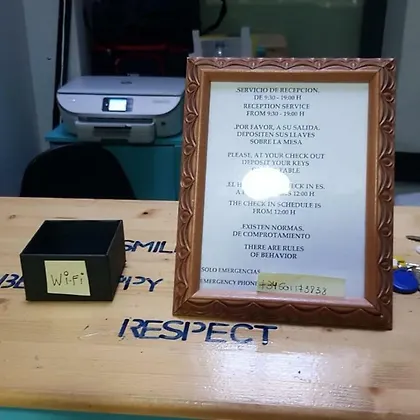 .SERVICIO DE RECEPCION.
DE 9:30 - 19:00 H
RECEPTION SERVICE
FROM 9:30 - 19:00 H
.POR FAVOR, A SU SALIDA.
DEPOSITEN SUS LLAVES
SOBRE LA MESA
PLEASE, AT YOUR CHECK OUT
DEPOSIT YOUR KEYS
TABLE
.EL H CK IN ES.
A 12:00 H
THE CHECK IN SCHEDULE IS
FROM 12:00 H
.EXISTEN NORMAS.
DE COMPROTAMIENTO
THERE ARE RULES
OF BEHAVIOR
SOLO EMERGENCIAS
EMERGENCY PHONE
Wi-Fi
SMIL
BE PPY
RESPECT